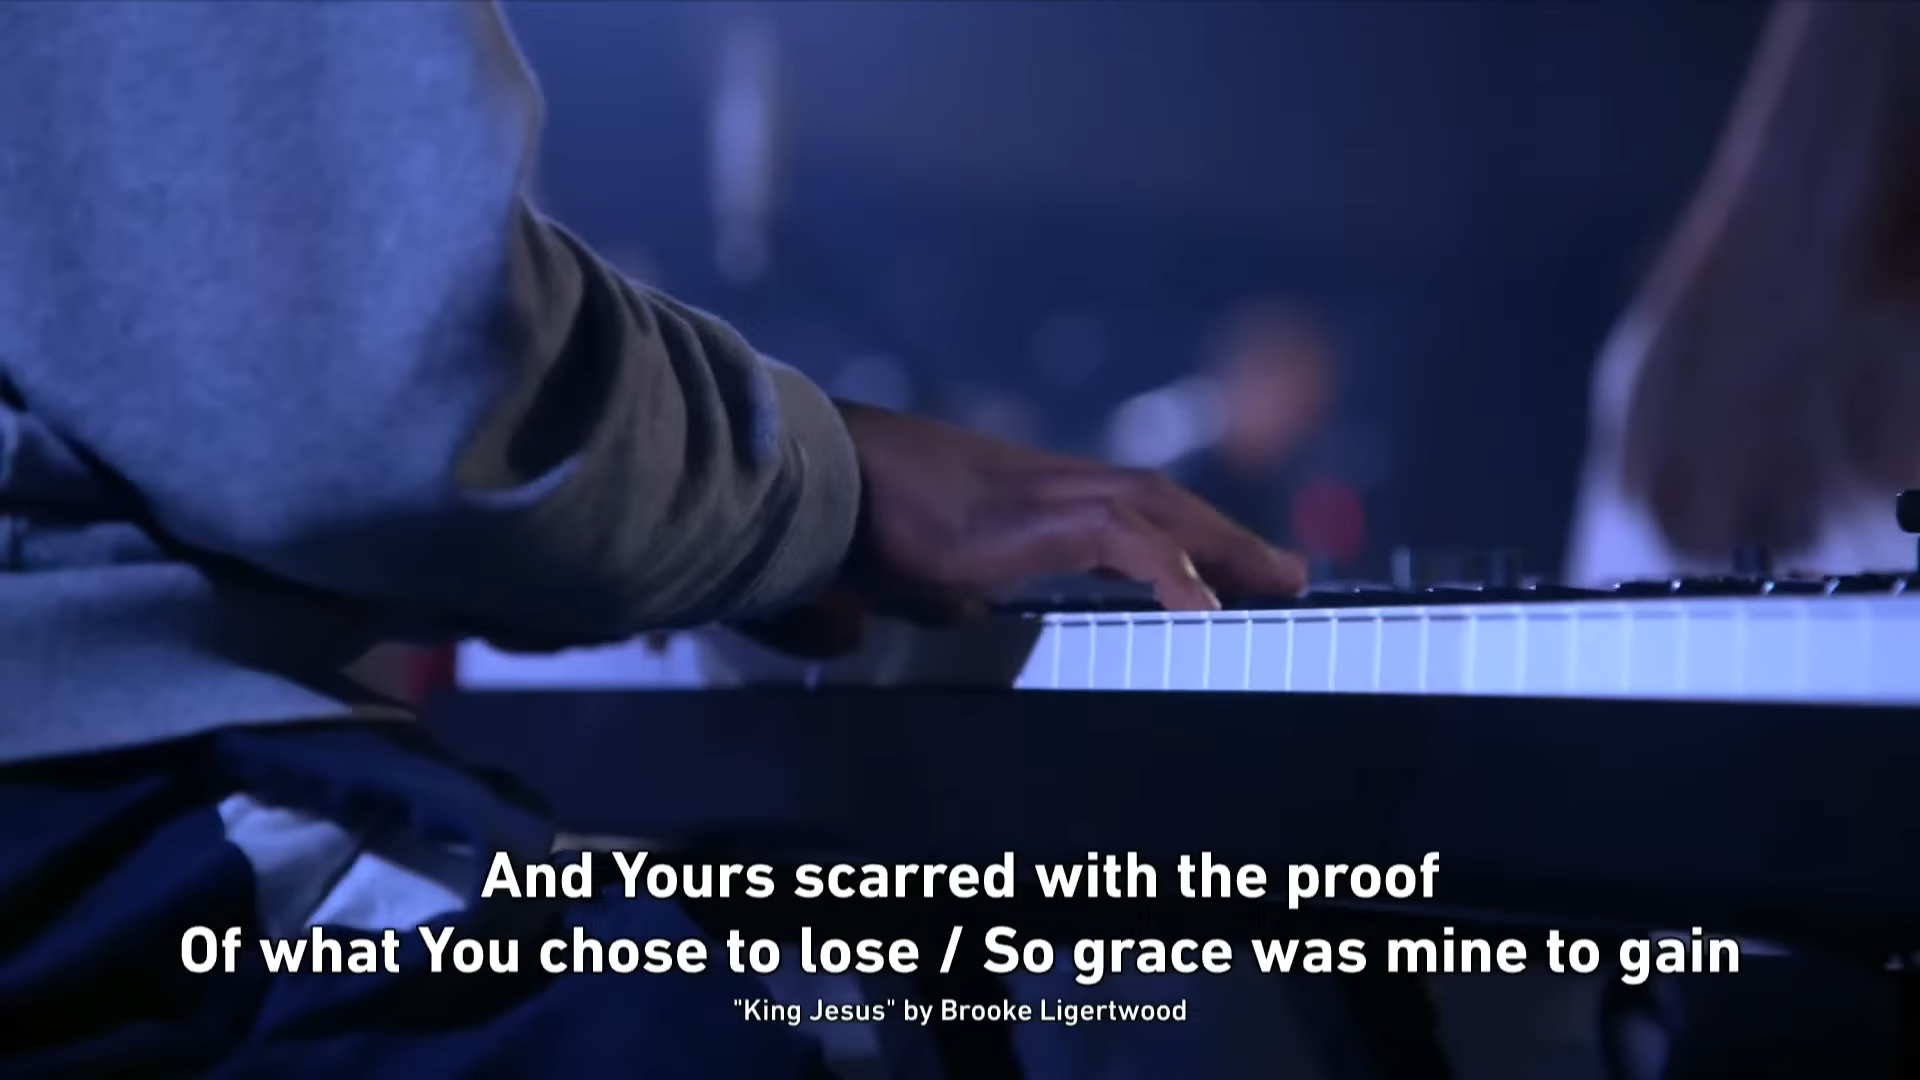 And Yours scarred with the proof
Of what You chose to lose / So grace was mine to gain
"King Jesus" by Brooke Ligertwood